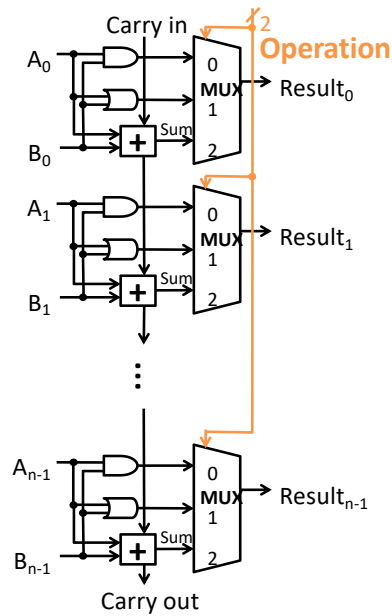 Carry in
2
Operation
A0
0
MUX
Result0
1
Sum
B0
2
A1
0
MUX
Result1
1
Sum
B1
2
...
An-1
0
MUX
Resultn-1
1
Sum
Bn-1
2
Carry out